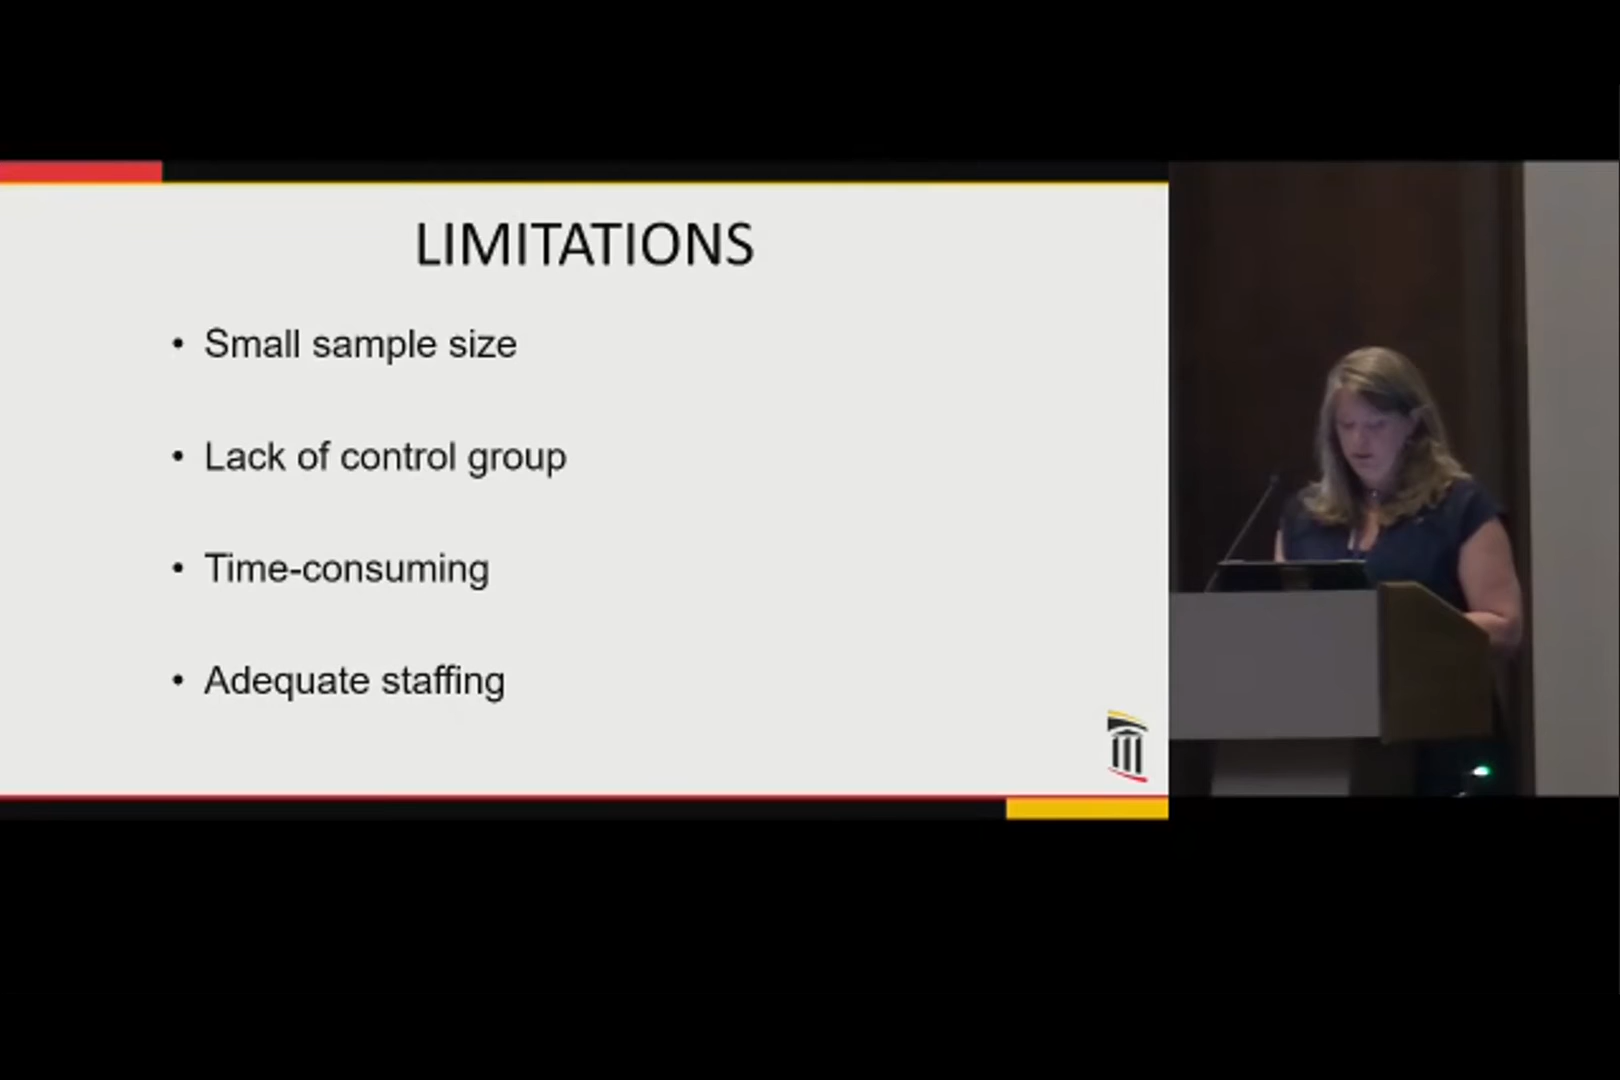 LIMITATIONS
• Small sample size
• Lack of control group
• Time-consuming
• Adequate staffing